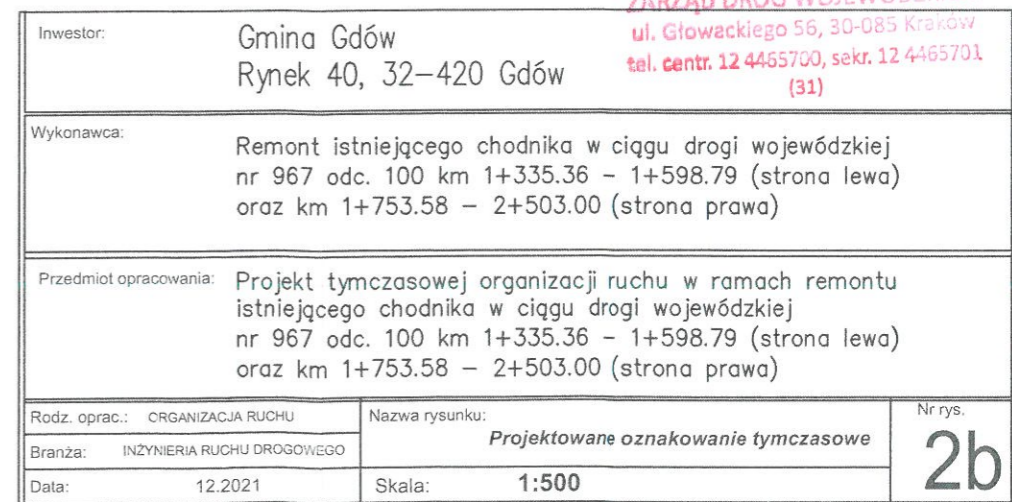 ZARZĄD DRÓG
ul. Głowackiego 56, 30-085 Kraków
tel. centr. 12 4465700, sekr. 12 4465701
(31)
Inwestor:
Gmina Gdów
Rynek 40, 32-420 Gdów
Wykonawca:
Remont istniejącego chodnika w ciągu drogi wojewódzkiej
nr 967 odc. 100 km 1+335.36 - 1+598.79 (strona lewa)
oraz km 1+753.58 - 2+503.00 (strona prawa)
Przedmiot opracowania:
Projekt tymczasowej organizacji ruchu w ramach remontu
istniejącego chodnika w ciągu drogi wojewódzkiej
nr 967 odc. 100 km 1+335.36 - 1+598.79 (strona lewa)
oraz km 1+753.58 - 2+503.00 (strona prawa)
Rodz. oprac.: ORGANIZACJA RUCHU
Branża: INŻYNIERIA RUCHU DROGOWEGO
Data: 12.2021
Nazwa rysunku:
Projektowane oznakowanie tymczasowe
Skala: 1:500
Nr rys.
2b